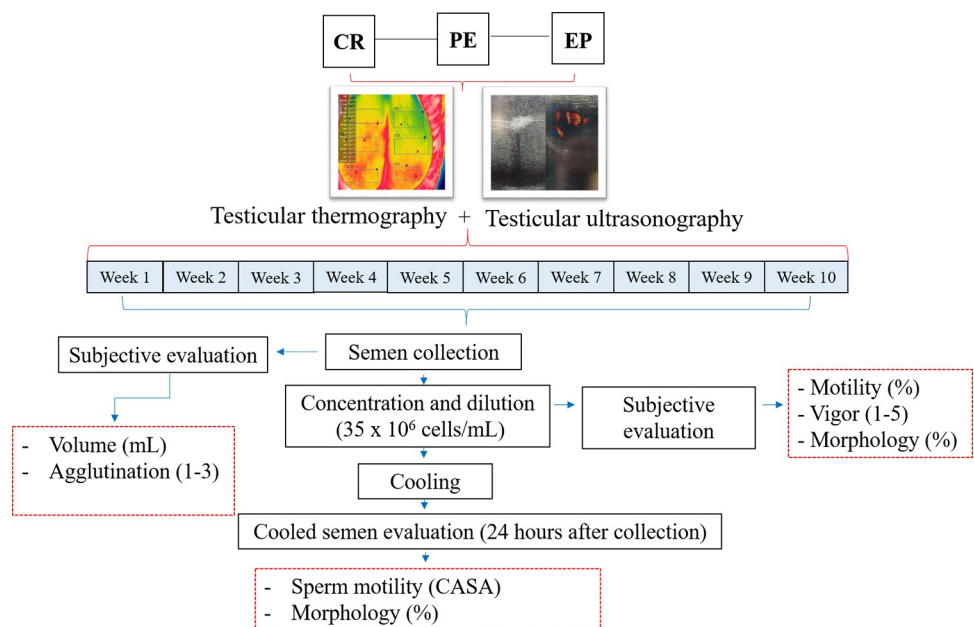 CR
PE
EP
Testicular thermography + Testicular ultrasonography
Week 1 Week 2 Week 3 Week 4 Week 5 Week 6 Week 7 Week 8 Week 9 Week 10
Subjective evaluation
Semen collection
- Volume (mL)
- Agglutination (1-3)
Concentration and dilution
(35 x 10⁶ cells/mL)
Subjective
evaluation
- Motility (%)
- Vigor (1-5)
- Morphology (%)
Cooling
Cooled semen evaluation (24 hours after collection)
- Sperm motility (CASA)
- Morphology (%)